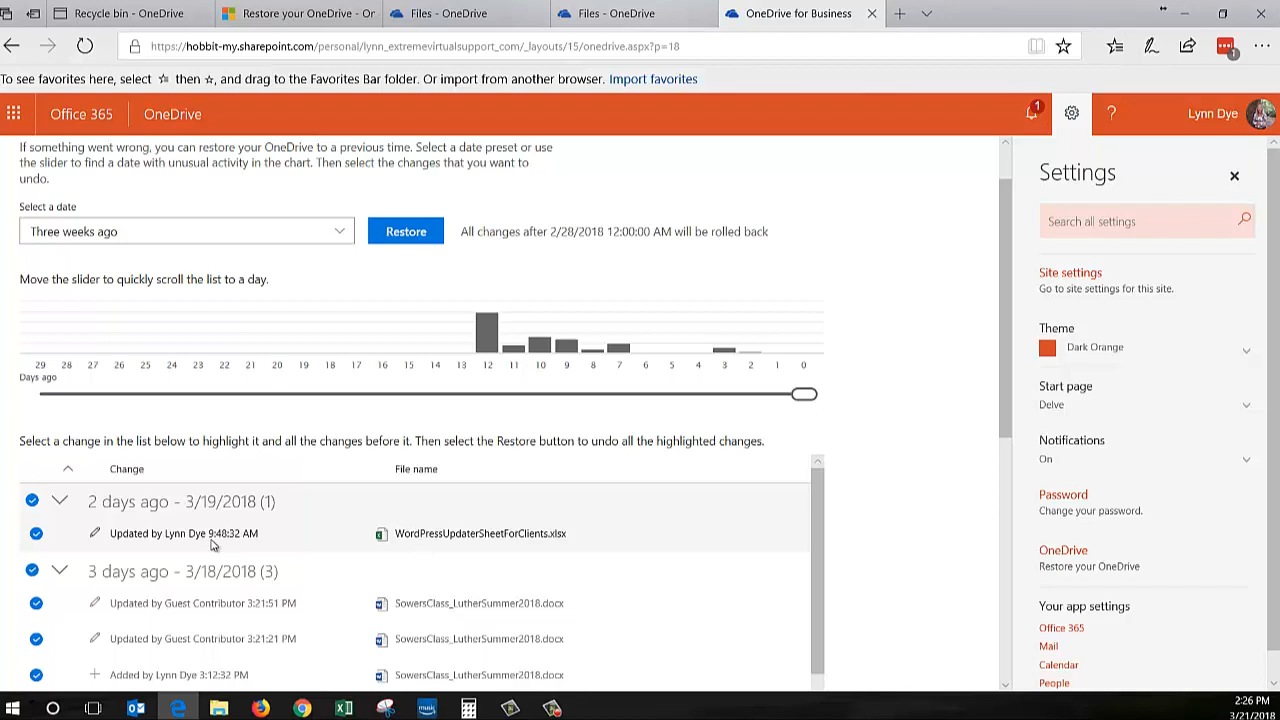 Recycle bin - OneDrive
Restore your OneDrive - Or
Files - OneDrive
Files - OneDrive
OneDrive for Business
https://hobbit-my.sharepoint.com/personal/lynn_extremevirtualsupport_com/_layouts/15/onedrive.aspx?p=18
1
To see favorites here, select then ☆, and drag to the Favorites Bar folder. Or import from another browser. Import favorites
Office 365
OneDrive
1
?
Lynn Dye
If something went wrong, you can restore your OneDrive to a previous time. Select a date preset or use
the slider to find a date with unusual activity in the chart. Then select the changes that you want to
undo.
Select a date
Three weeks ago
Restore
All changes after 2/28/2018 12:00:00 AM will be rolled back
Move the slider to quickly scroll the list to a day.
29 28 27 26 25 24 23 22 21 20 19 18 17 16 15 14 13 12 11 10 9 8 7 6 5 4 3 2 1 0
Days ago
Select a change in the list below to highlight it and all the changes before it. Then select the Restore button to undo all the highlighted changes.
Change
File name
2 days ago - 3/19/2018 (1)
Updated by Lynn Dye 9:48:32 AM
WordPressUpdaterSheetForClients.xlsx
3 days ago - 3/18/2018 (3)
Updated by Guest Contributor 3:21:51 PM
SowersClass_LutherSummer2018.docx
Updated by Guest Contributor 3:21:21 PM
SowersClass_LutherSummer2018.docx
Added by Lynn Dye 3:12:32 PM
SowersClass_LutherSummer2018.docx
Settings
Search all settings
Site settings
Go to site settings for this site.
Theme
Dark Orange
Start page
Delve
Notifications
On
Password
Change your password.
OneDrive
Restore your OneDrive
Your app settings
Office 365
Mail
Calendar
People
music
2:26 PM
3/21/2018